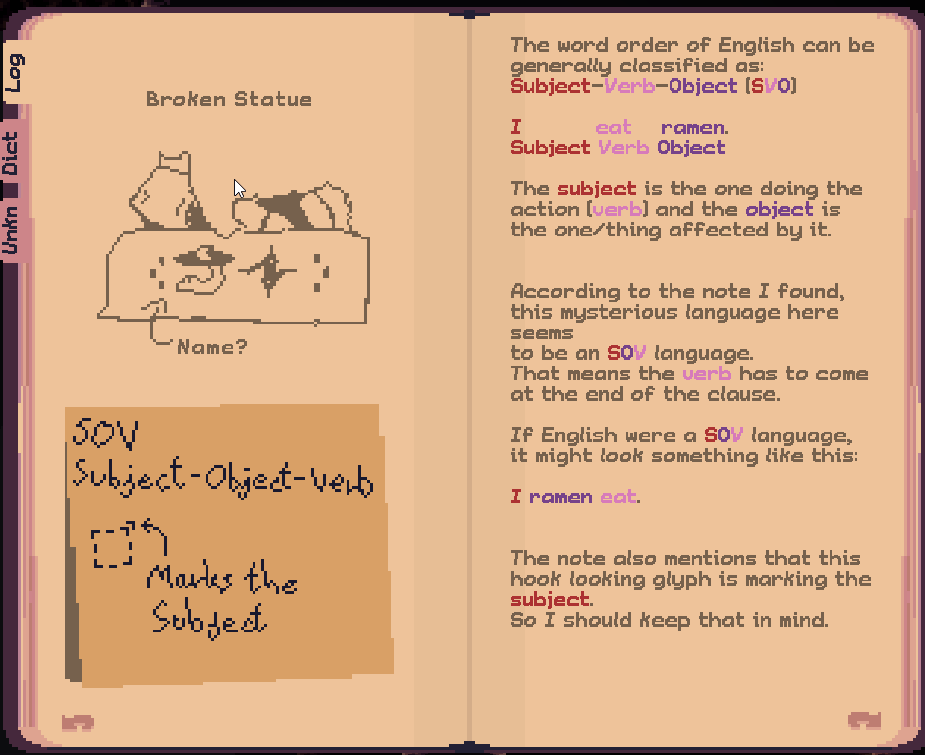 Log
Dict
Unkn
Broken Statue
Name?
SOV
Subject-Object-Verb
Marks the
Subject
The word order of English can be
generally classified as:
Subject-Verb-Object (SVO)
I eat ramen.
Subject Verb Object
The subject is the one doing the
action (verb) and the object is
the one/thing affected by it.
According to the note I found,
this mysterious language here
seems
to be an SOV language.
That means the verb has to come
at the end of the clause.
If English were a SOV language,
it might look something like this:
I ramen eat.
The note also mentions that this
hook looking glyph is marking the
subject.
So I should keep that in mind.